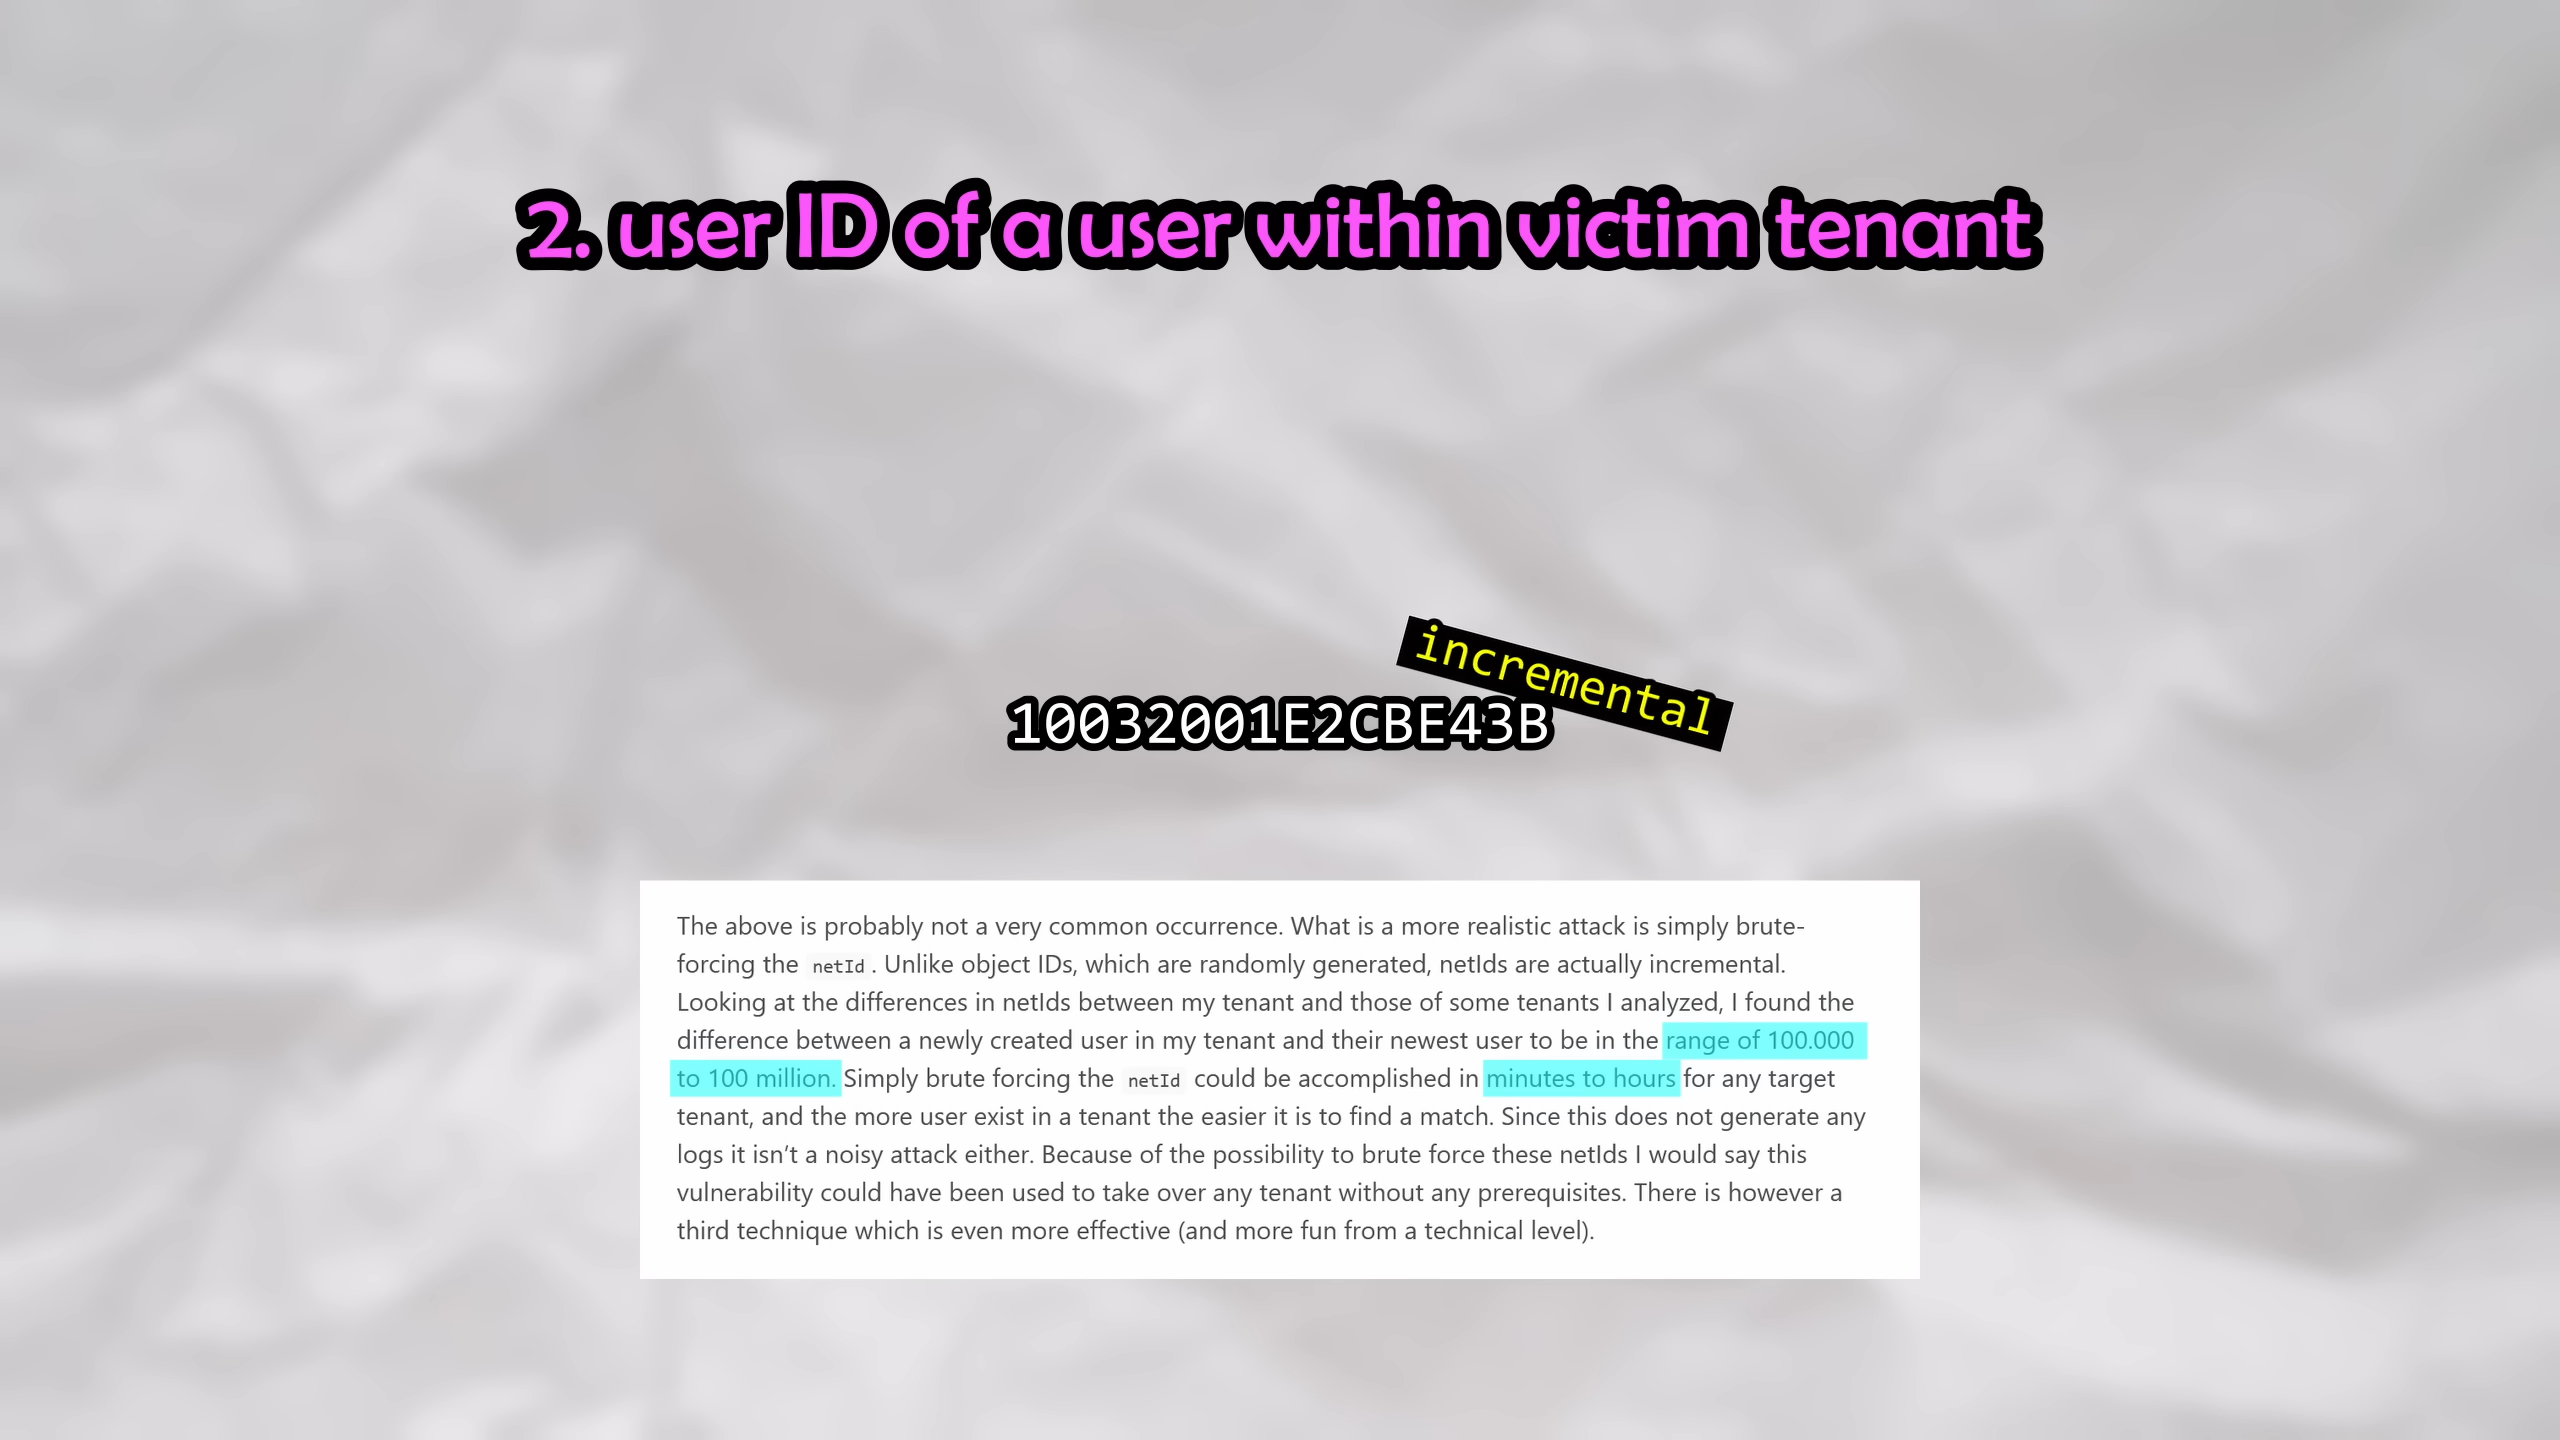 2. user ID of a user within victim tenant
incremental
10032001E2CBE43B
The above is probably not a very common occurrence. What is a more realistic attack is simply brute-
forcing the netId. Unlike object IDs, which are randomly generated, netIds are actually incremental.
Looking at the differences in netIds between my tenant and those of some tenants I analyzed, I found the
difference between a newly created user in my tenant and their newest user to be in the range of 100.000
to 100 million. Simply brute forcing the netId could be accomplished in minutes to hours for any target
tenant, and the more user exist in a tenant the easier it is to find a match. Since this does not generate any
logs it isn’t a noisy attack either. Because of the possibility to brute force these netIds I would say this
vulnerability could have been used to take over any tenant without any prerequisites. There is however a
third technique which is even more effective (and more fun from a technical level).